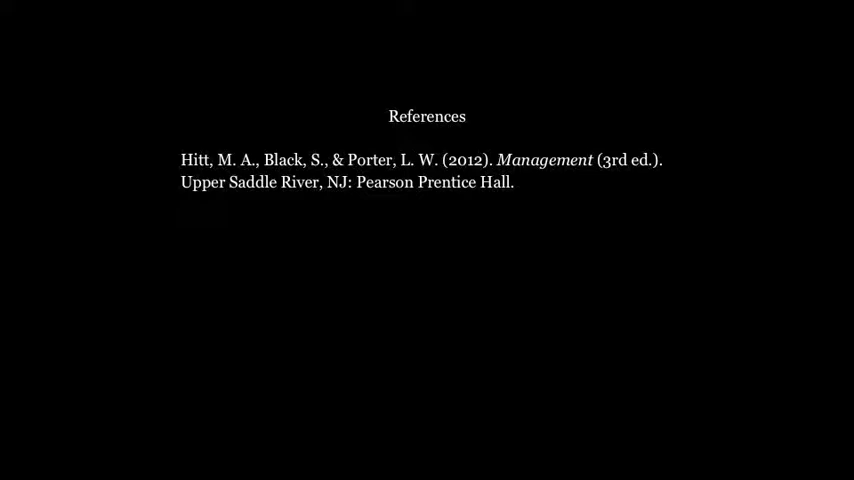 References
Hitt, M. A., Black, S., & Porter, L. W. (2012). Management (3rd ed.).
Upper Saddle River, NJ: Pearson Prentice Hall.